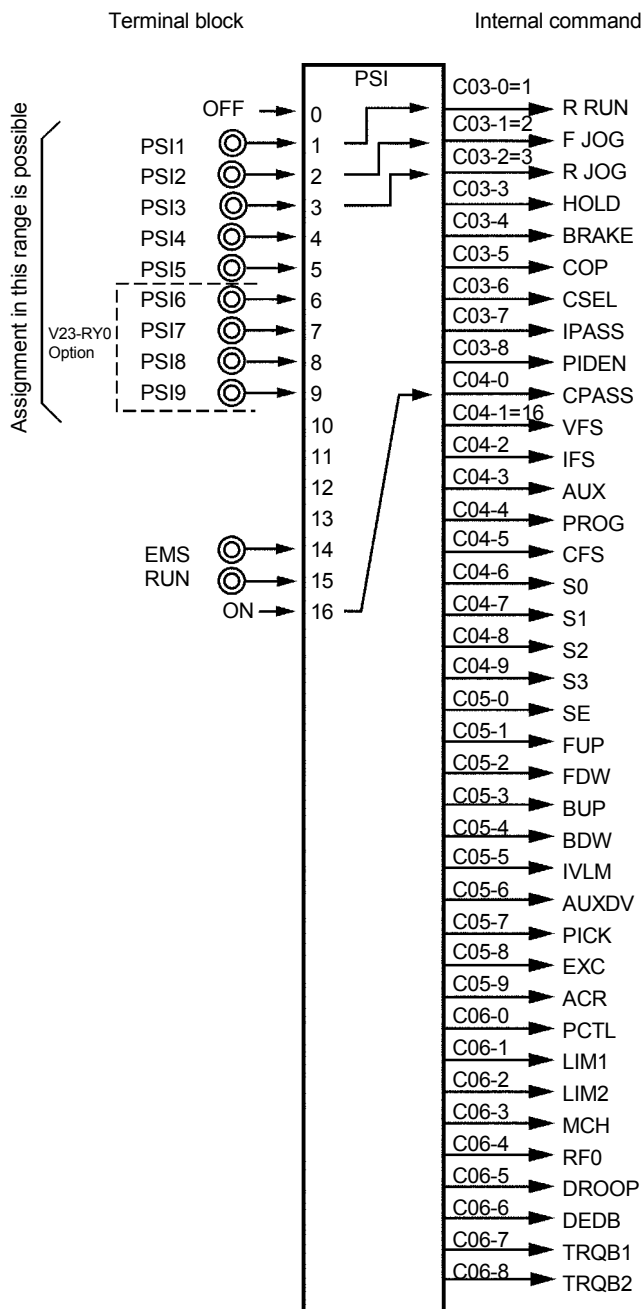 Terminal block
Internal command
PSI
Assignment in this range is possible
OFF
PSI1
PSI2
PSI3
PSI4
PSI5
PSI6
PSI7
PSI8
PSI9
V23-RY0
Option
EMS
RUN
ON
0
1
2
3
4
5
6
7
8
9
10
11
12
13
14
15
16
C03-0=1 R RUN
C03-1=2 F JOG
C03-2=3 R JOG
C03-3 HOLD
C03-4 BRAKE
C03-5 COP
C03-6 CSEL
C03-7 IPASS
C03-8 PIDEN
C04-0 CPASS
C04-1=16 VFS
C04-2 IFS
C04-3 AUX
C04-4 PROG
C04-5 CFS
C04-6 S0
C04-7 S1
C04-8 S2
C04-9 S3
C05-0 SE
C05-1 FUP
C05-2 FDW
C05-3 BUP
C05-4 BDW
C05-5 IVLM
C05-6 AUXDV
C05-7 PICK
C05-8 EXC
C05-9 ACR
C06-0 PCTL
C06-1 LIM1
C06-2 LIM2
C06-3 MCH
C06-4 RF0
C06-5 DROOP
C06-6 DEDB
C06-7 TRQB1
C06-8 TRQB2